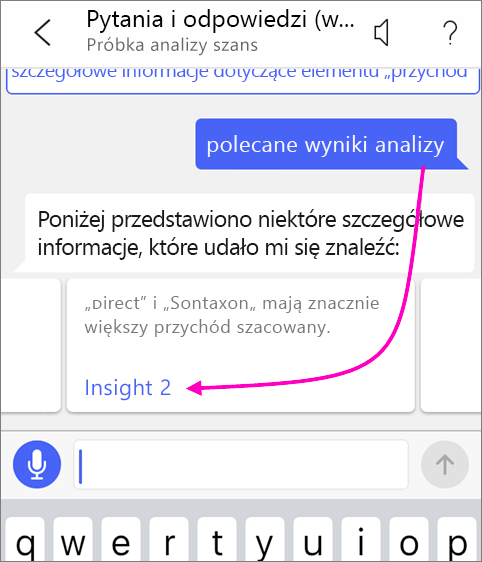 Pytania i odpowiedzi (w...
Próbka analizy szans
?
szczegółowe informacje dotyczące elementu „przychód
polecane wyniki analizy
Poniżej przedstawiono niektóre szczegółowe
informacje, które udało mi się znaleźć:
„Direct” i „Sontaxon„ mają znacznie
większy przychód szacowany.
Insight 2
q w e r t y u i o p